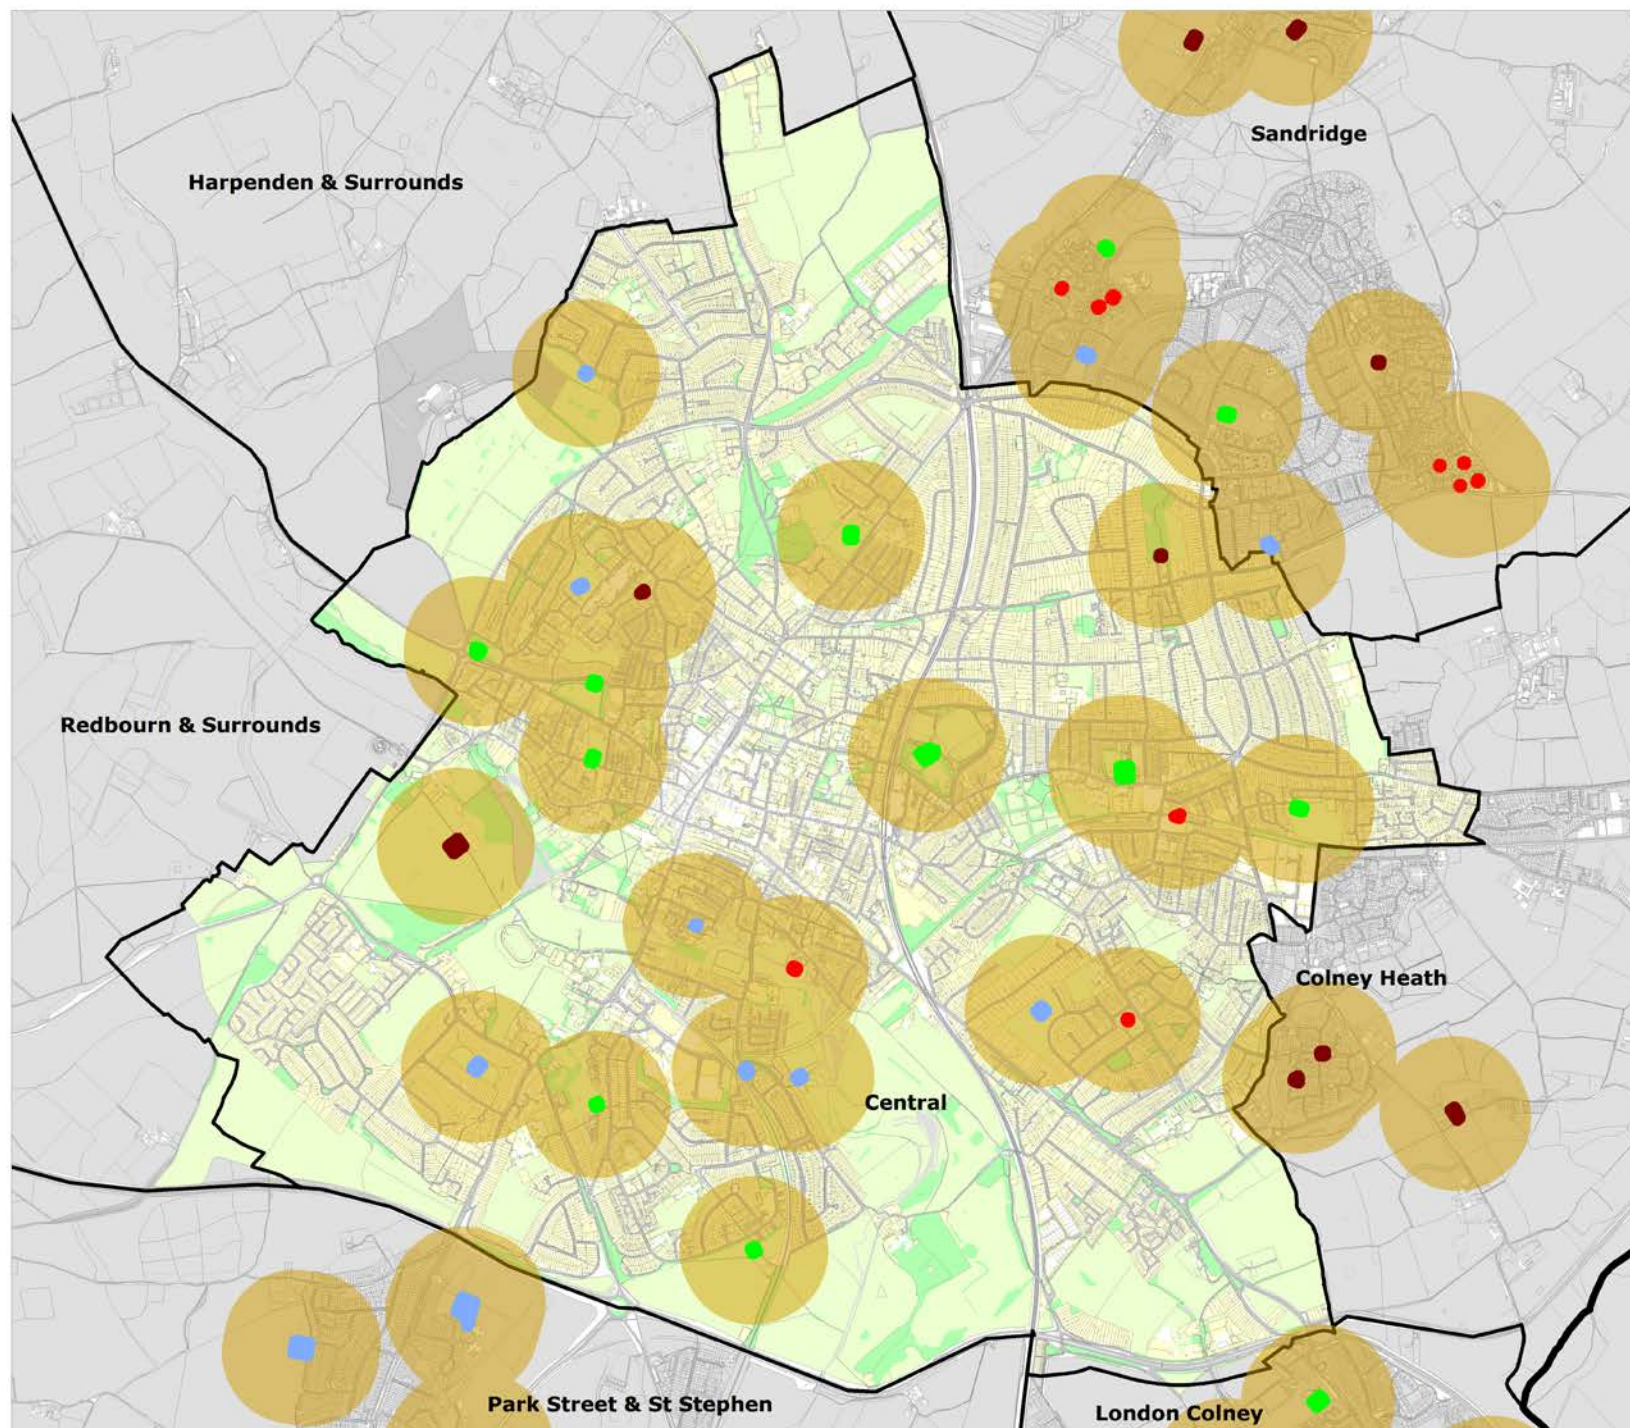 Sandridge
Harpenden & Surrounds
Redbourn & Surrounds
Colney Heath
Central
Park Street & St Stephen
London Colney